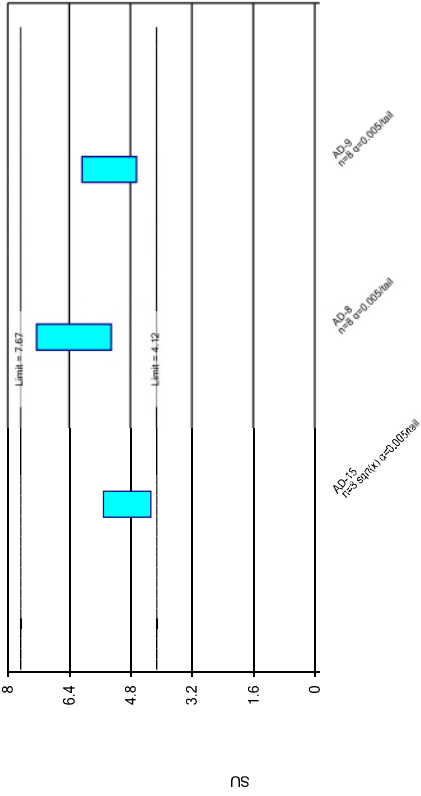 SU
8
6.4
4.8
3.2
1.6
0
Limit = 7.67
Limit = 4.12
AD-15
n=8 sqrt(x) α=0.005/tail
AD-8
n=8 α=0.005/tail
AD-9
n=8 α=0.005/tail